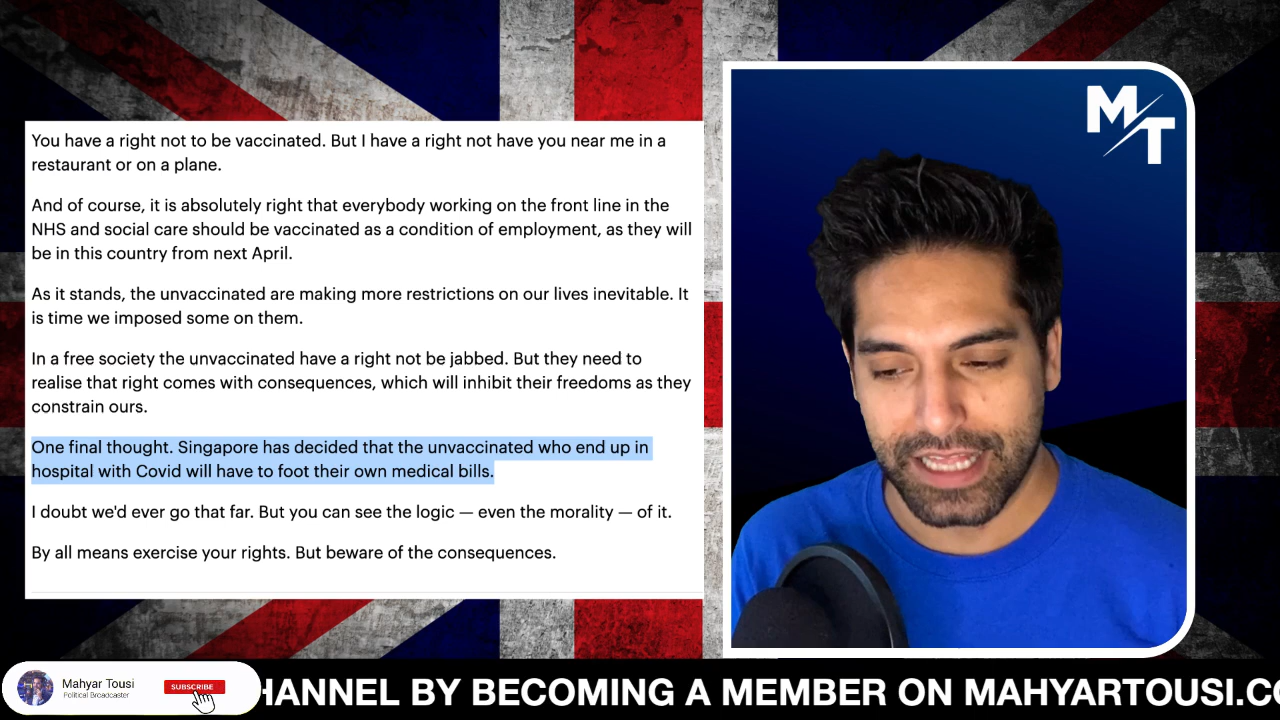 You have a right not to be vaccinated. But I have a right not have you near me in a
restaurant or on a plane.
And of course, it is absolutely right that everybody working on the front line in the
NHS and social care should be vaccinated as a condition of employment, as they will
be in this country from next April.
As it stands, the unvaccinated are making more restrictions on our lives inevitable. It
is time we imposed some on them.
In a free society the unvaccinated have a right not be jabbed. But they need to
realise that right comes with consequences, which will inhibit their freedoms as they
constrain ours.
One final thought. Singapore has decided that the unvaccinated who end up in
hospital with Covid will have to foot their own medical bills.
I doubt we'd ever go that far. But you can see the logic — even the morality — of it.
By all means exercise your rights. But beware of the consequences.
M/T
Mahyar Tousi
Political Broadcaster
SUBSCRIBE
HANNEL BY BECOMING A MEMBER ON MAHYARTOUSI.CO